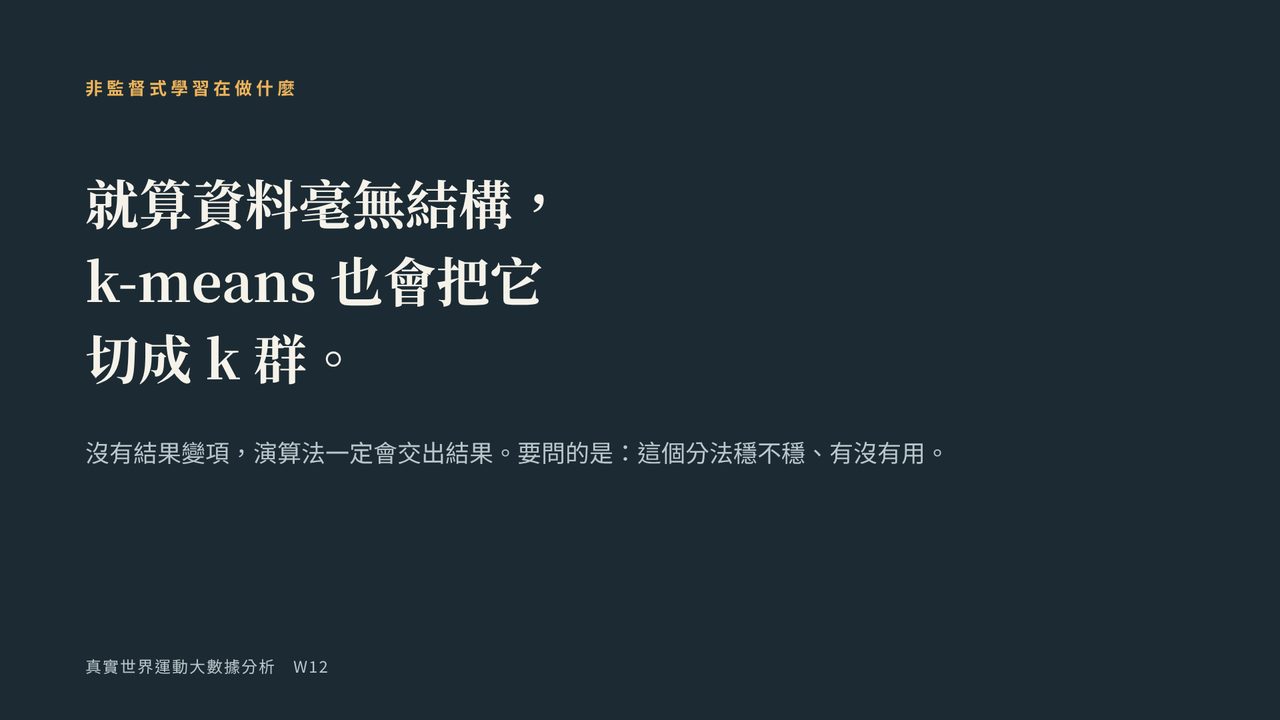 非監督式學習在做什麼
就算資料毫無結構，
k-means 也會把它
切成 k 群。
沒有結果變項，演算法一定會交出結果。要問的是：這個分法穩不穩、有沒有用。
真實世界運動大數據分析　W12